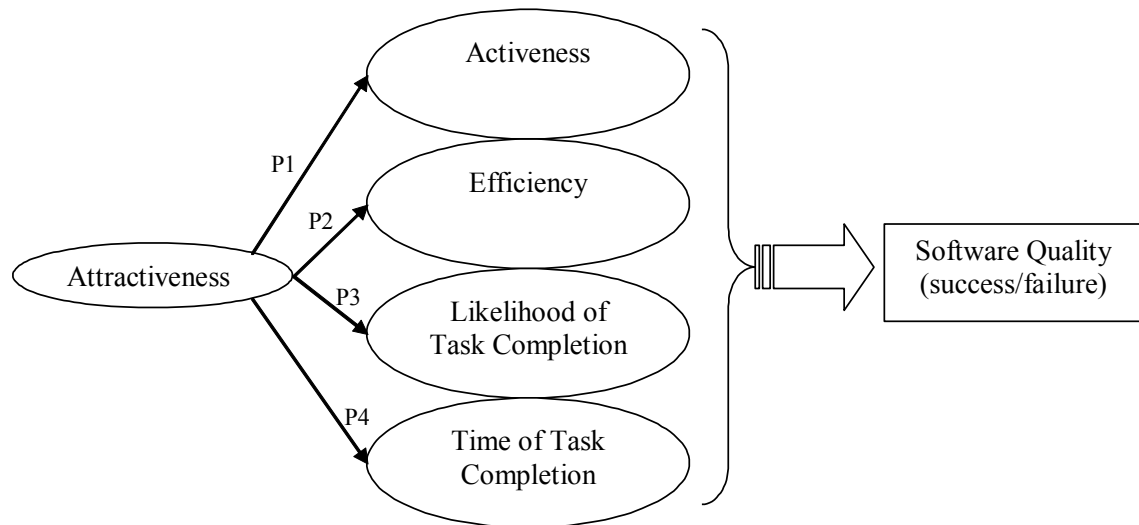 Activeness
P1
Efficiency
P2
Attractiveness
P3
Likelihood of
Task Completion
P4
Time of Task
Completion
Software Quality
(success/failure)